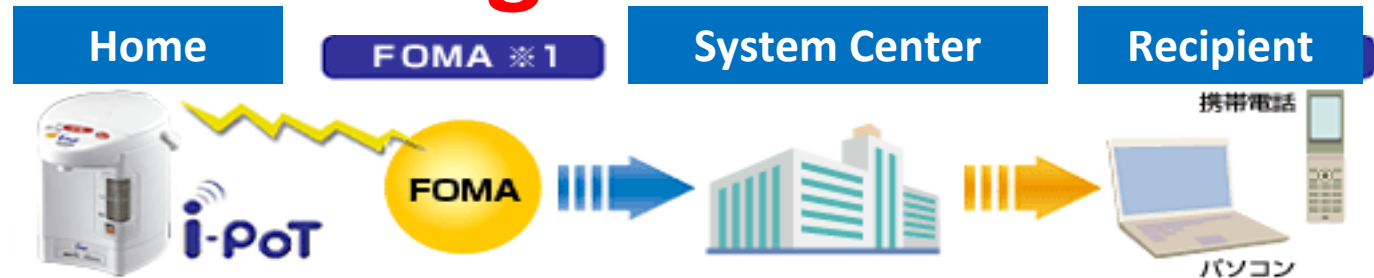 g
Home
FOMA ※1
System Center
Recipient
携帯電話
FOMA
i-PoT
パソコン